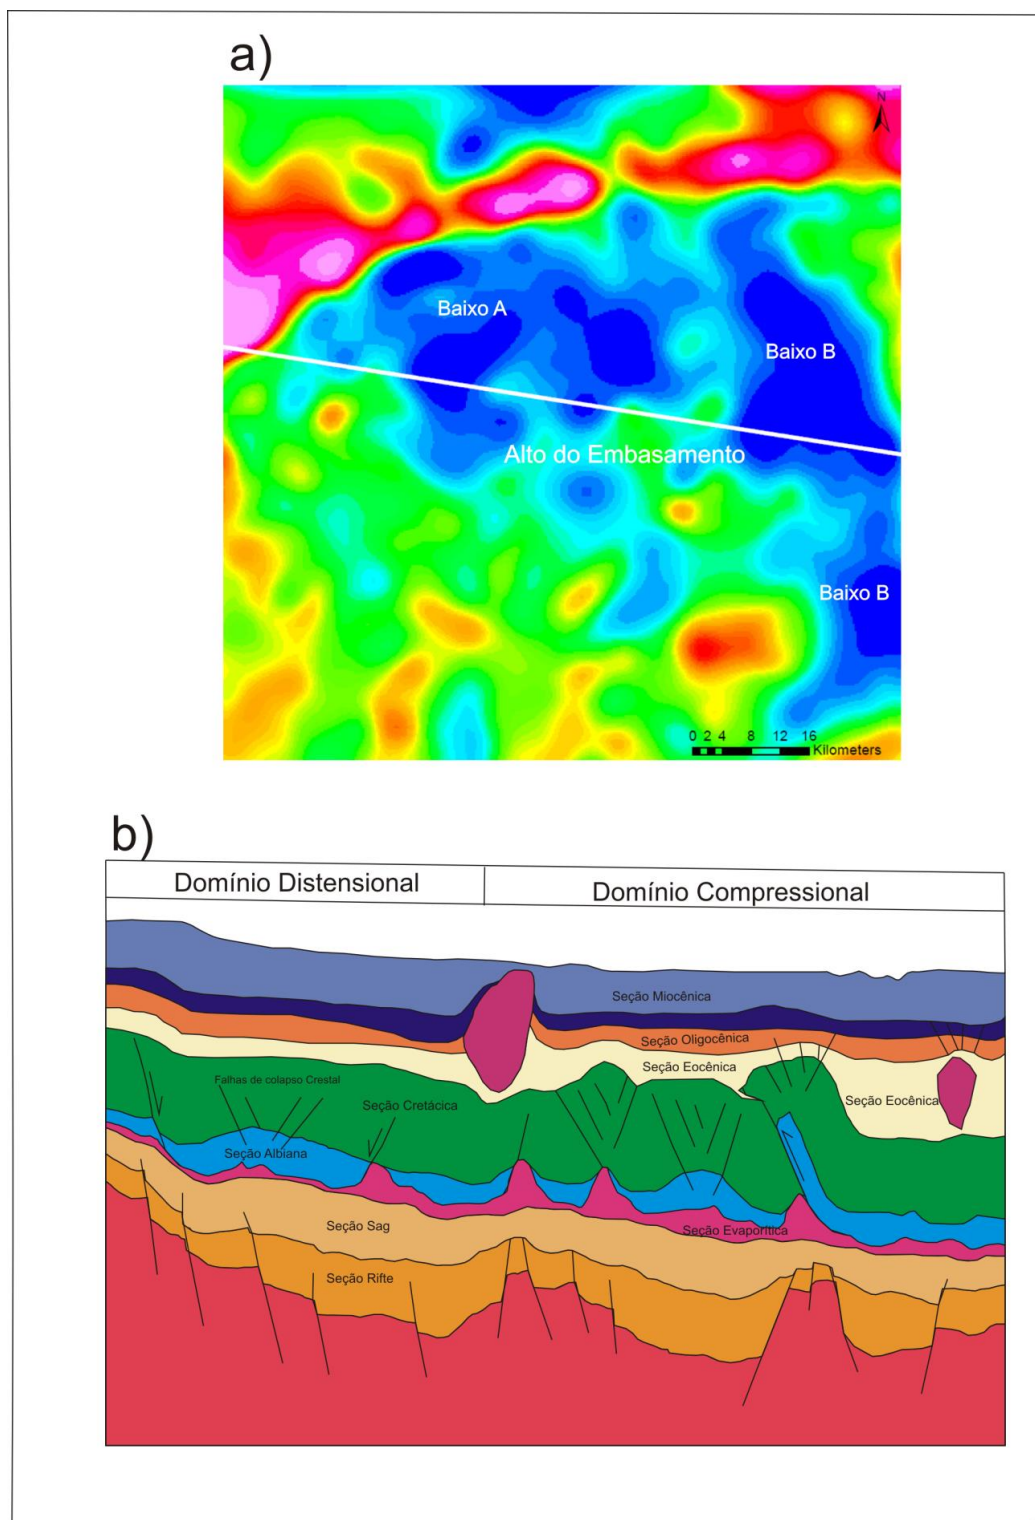 a)
N
Baixo A
Baixo B
Alto do Embasamento
Baixo B
0 2 4 8 12 16
Kilometers
b)
Domínio Distensional
Domínio Compressional
Seção Miocênica
Seção Oligocênica
Seção Eocênica
Falhas de colapso Crestal
Seção Cretácica
Seção Eocênica
Seção Albiana
Seção Sag
Seção Evaporítica
Seção Rifte